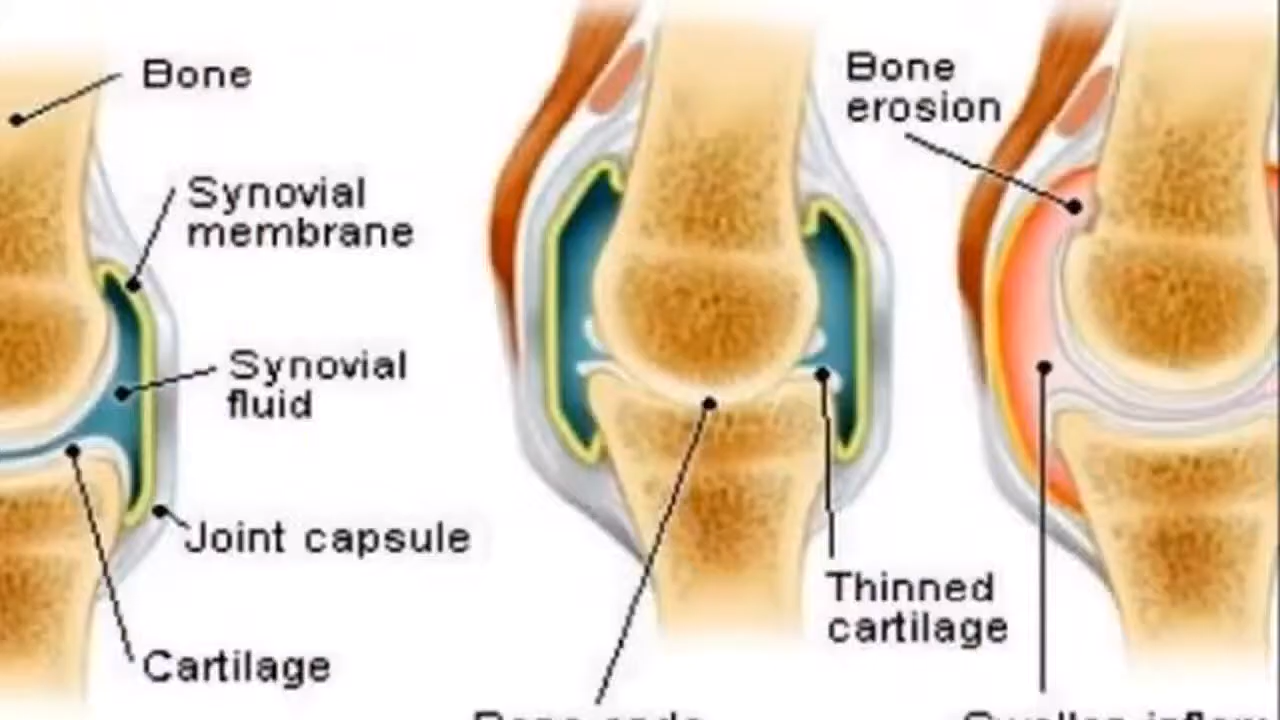 Bone
Synovial
membrane
Synovial
fluid
Joint capsule
Cartilage
Bone
erosion
Thinned
cartilage